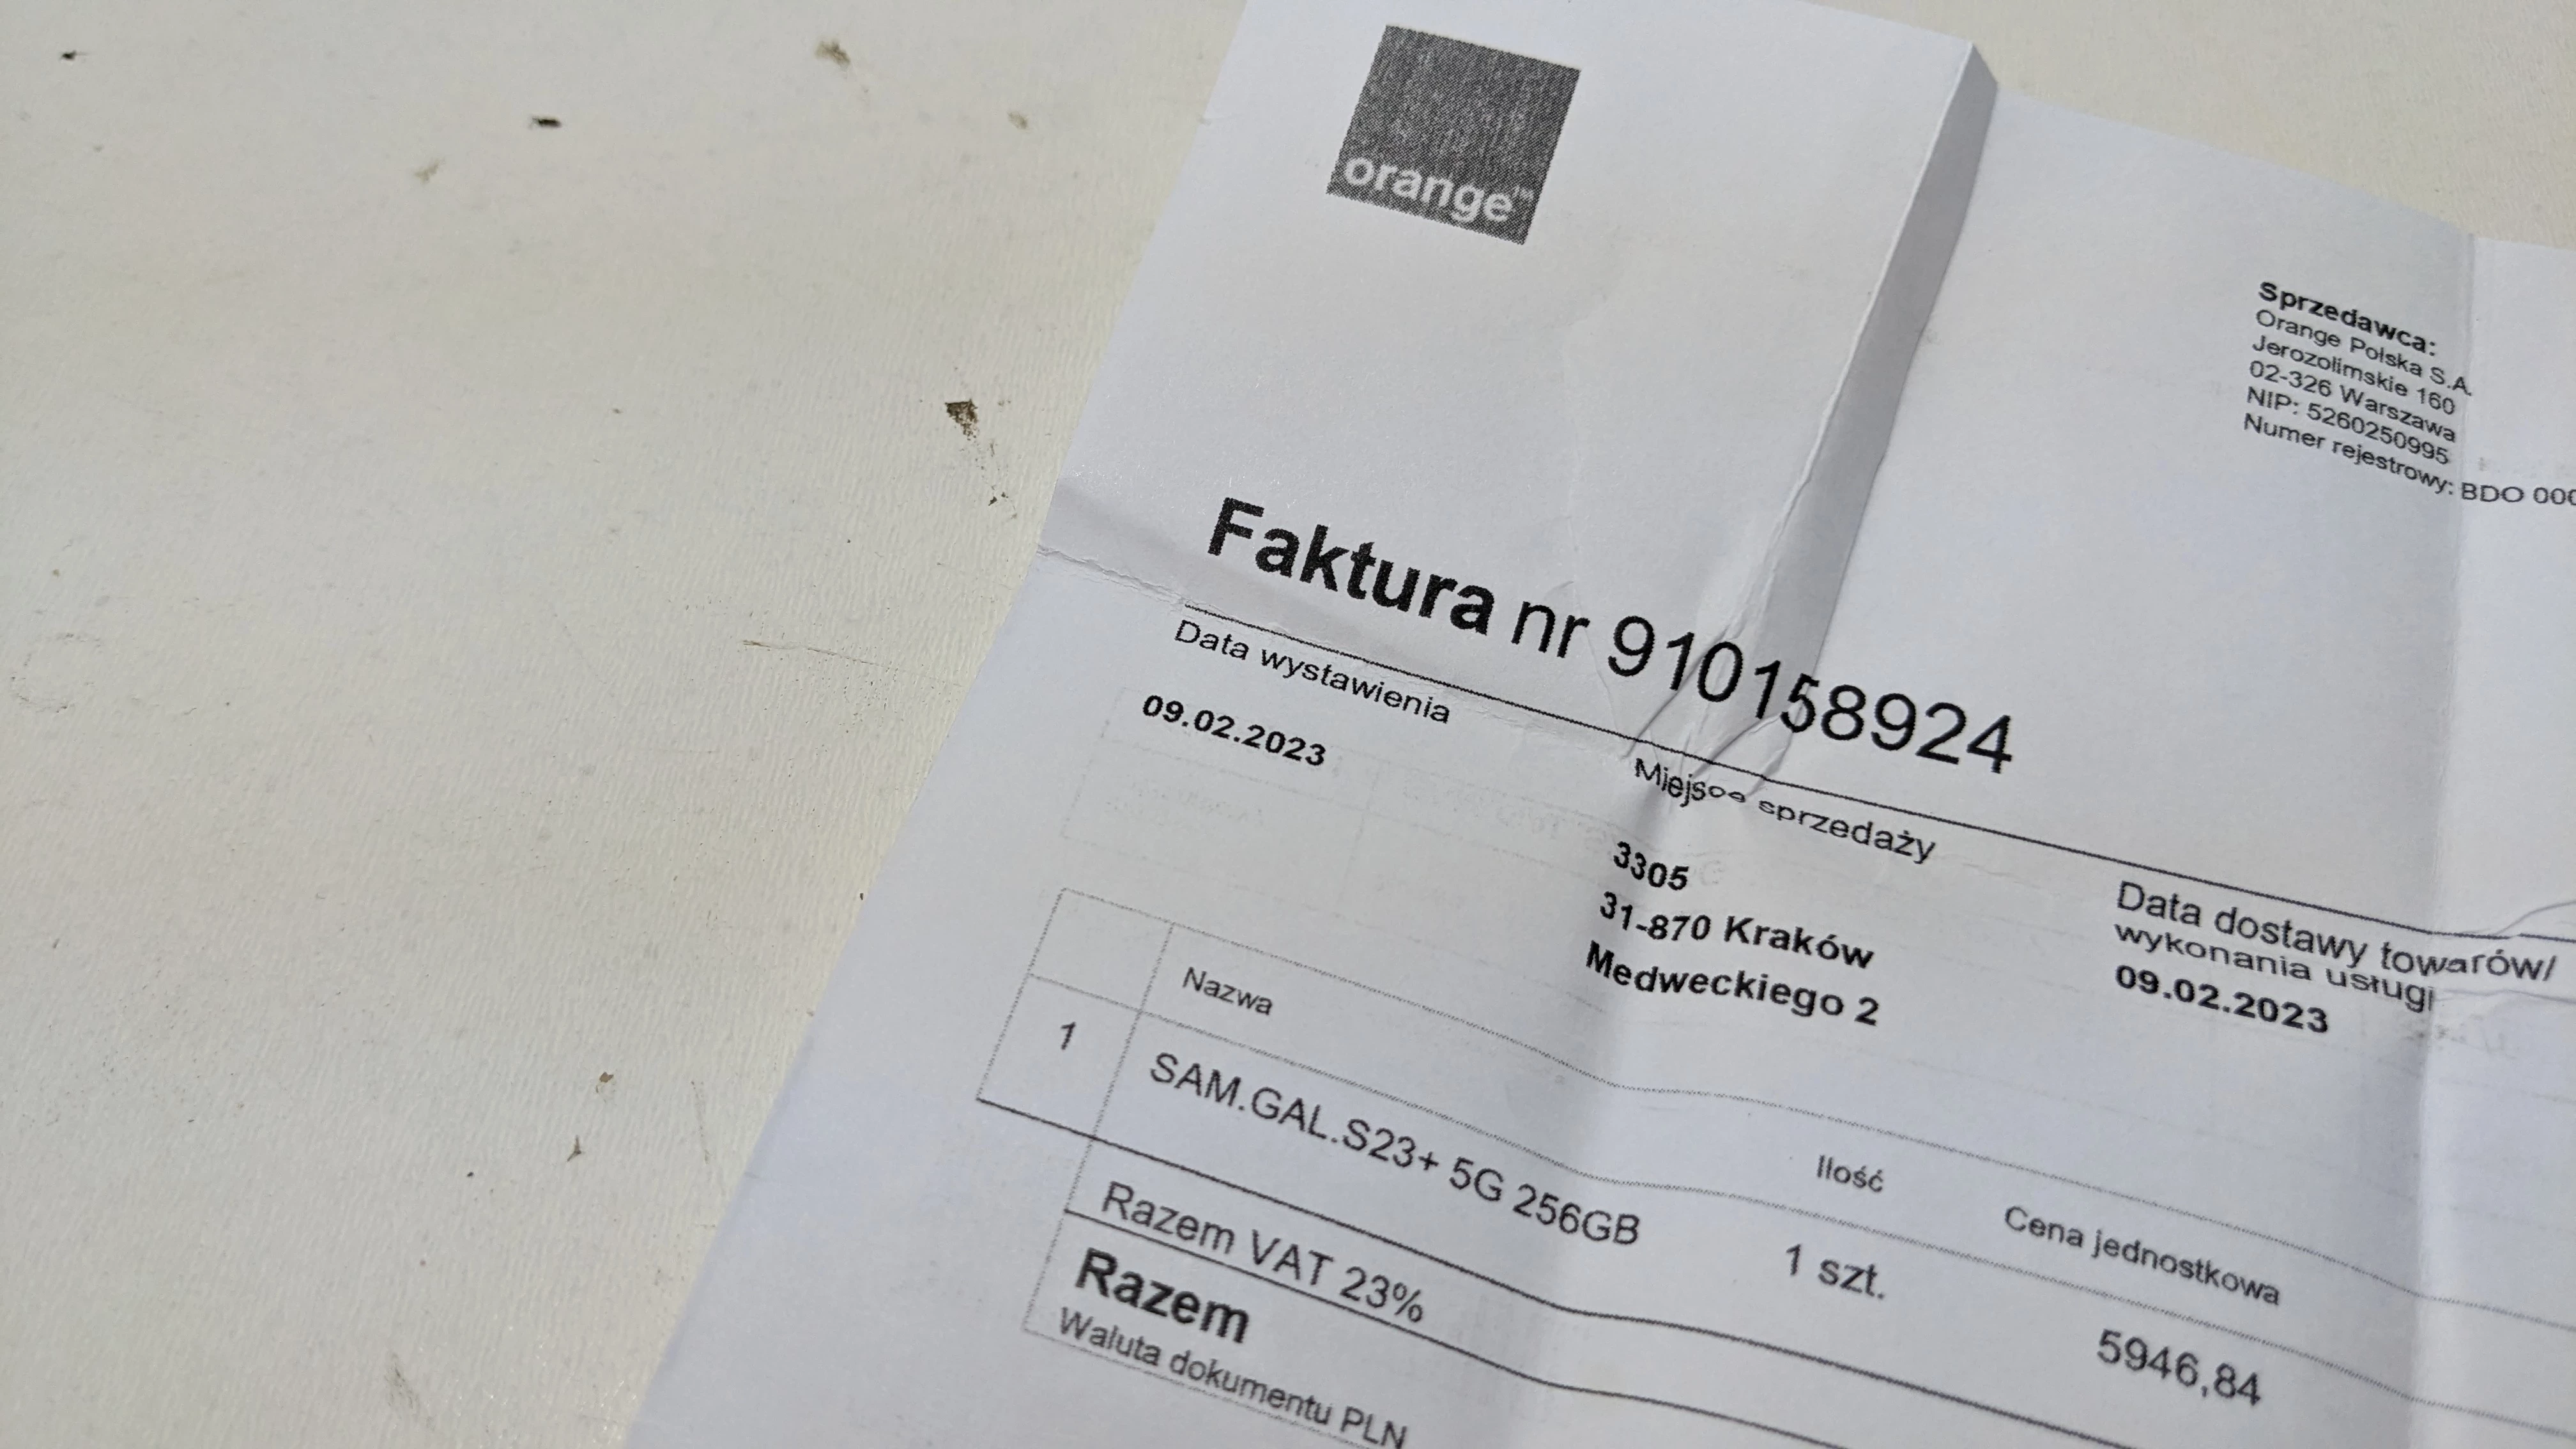 orange™
Sprzedawca:
Orange Polska S.A.
Jerozolimskie 160
02-326 Warszawa
NIP: 5260250995
Numer rejestrowy: BDO 000
Faktura nr 910158924
Data wystawienia
09.02.2023
Miejsce sprzedaży
3305
31-870 Kraków
Medweckiego 2
Data dostawy towarów/
wykonania usługi
09.02.2023
Nazwa Ilość Cena jednostkowa
1 SAM.GAL.S23+ 5G 256GB 1 szt. 5946,84
Razem VAT 23%
Razem
Waluta dokumentu PLN